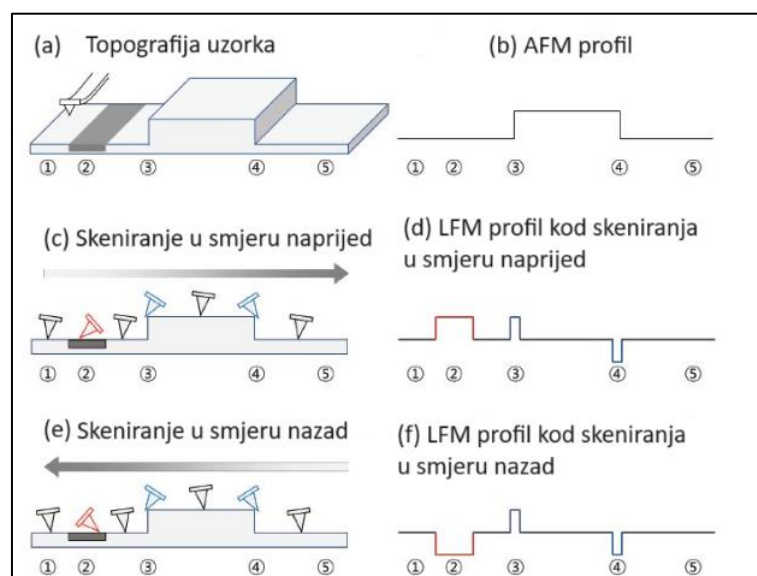 (a) Topografija uzorka
① ② ③ ④ ⑤
(b) AFM profil
① ② ③ ④ ⑤
(c) Skeniranje u smjeru naprijed
① ② ③ ④ ⑤
(d) LFM profil kod skeniranja
u smjeru naprijed
① ② ③ ④ ⑤
(e) Skeniranje u smjeru nazad
① ② ③ ④ ⑤
(f) LFM profil kod skeniranja
u smjeru nazad
① ② ③ ④ ⑤